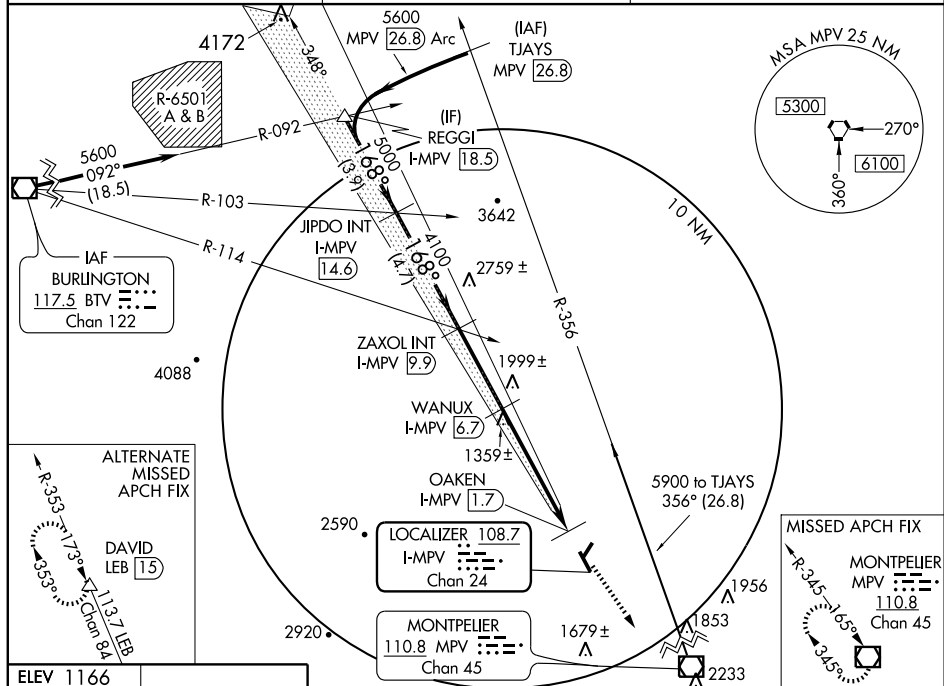 4172
348°
5600
MPV 26.8 Arc
(IAF)
TJAYS
MPV 26.8
MSA MPV 25 NM
5300
270°
6100
360°
R-6501
A & B
R-092
(IF)
REGGI
I-MPV 18.5
5600
092°
(18.5)
5000
168°
(3.9)
R-103
R-114
JIPDO INT
I-MPV
14.6
3642
10 NM
4100
168°
(4.7)
2759 ±
R-356
IAF
BURLINGTON
117.5 BTV
Chan 122
ZAXOL INT
I-MPV 9.9
1999 ±
4088
WANUX
I-MPV 6.7
1359 ±
OAKEN
I-MPV 1.7
5900 to TJAYS
356° (26.8)
ALTERNATE
MISSED
APCH FIX
R-353
173°
353°
DAVID
LEB 15
113.7 LEB
Chan 84
2590
LOCALIZER 108.7
I-MPV
Chan 24
MISSED APCH FIX
MONTPELIER
MPV
110.8
Chan 45
R-345
165°
345°
1956
1853
2920
MONTPELIER
110.8 MPV
Chan 45
1679 ±
2233
ELEV 1166